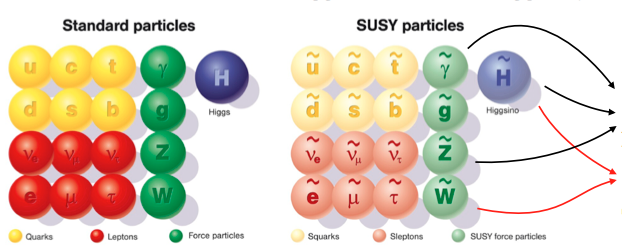 Standard particles SUSY particles
u c t γ H ũ c̃ t̃ γ̃ H̃
Higgs Higgsino
d s b g d̃ s̃ b̃ g̃
νe νμ ντ Z ν̃e ν̃μ ν̃τ Z̃
e μ τ W ẽ μ̃ τ̃ W̃
Quarks Leptons Force particles Squarks Sleptons SUSY force particles